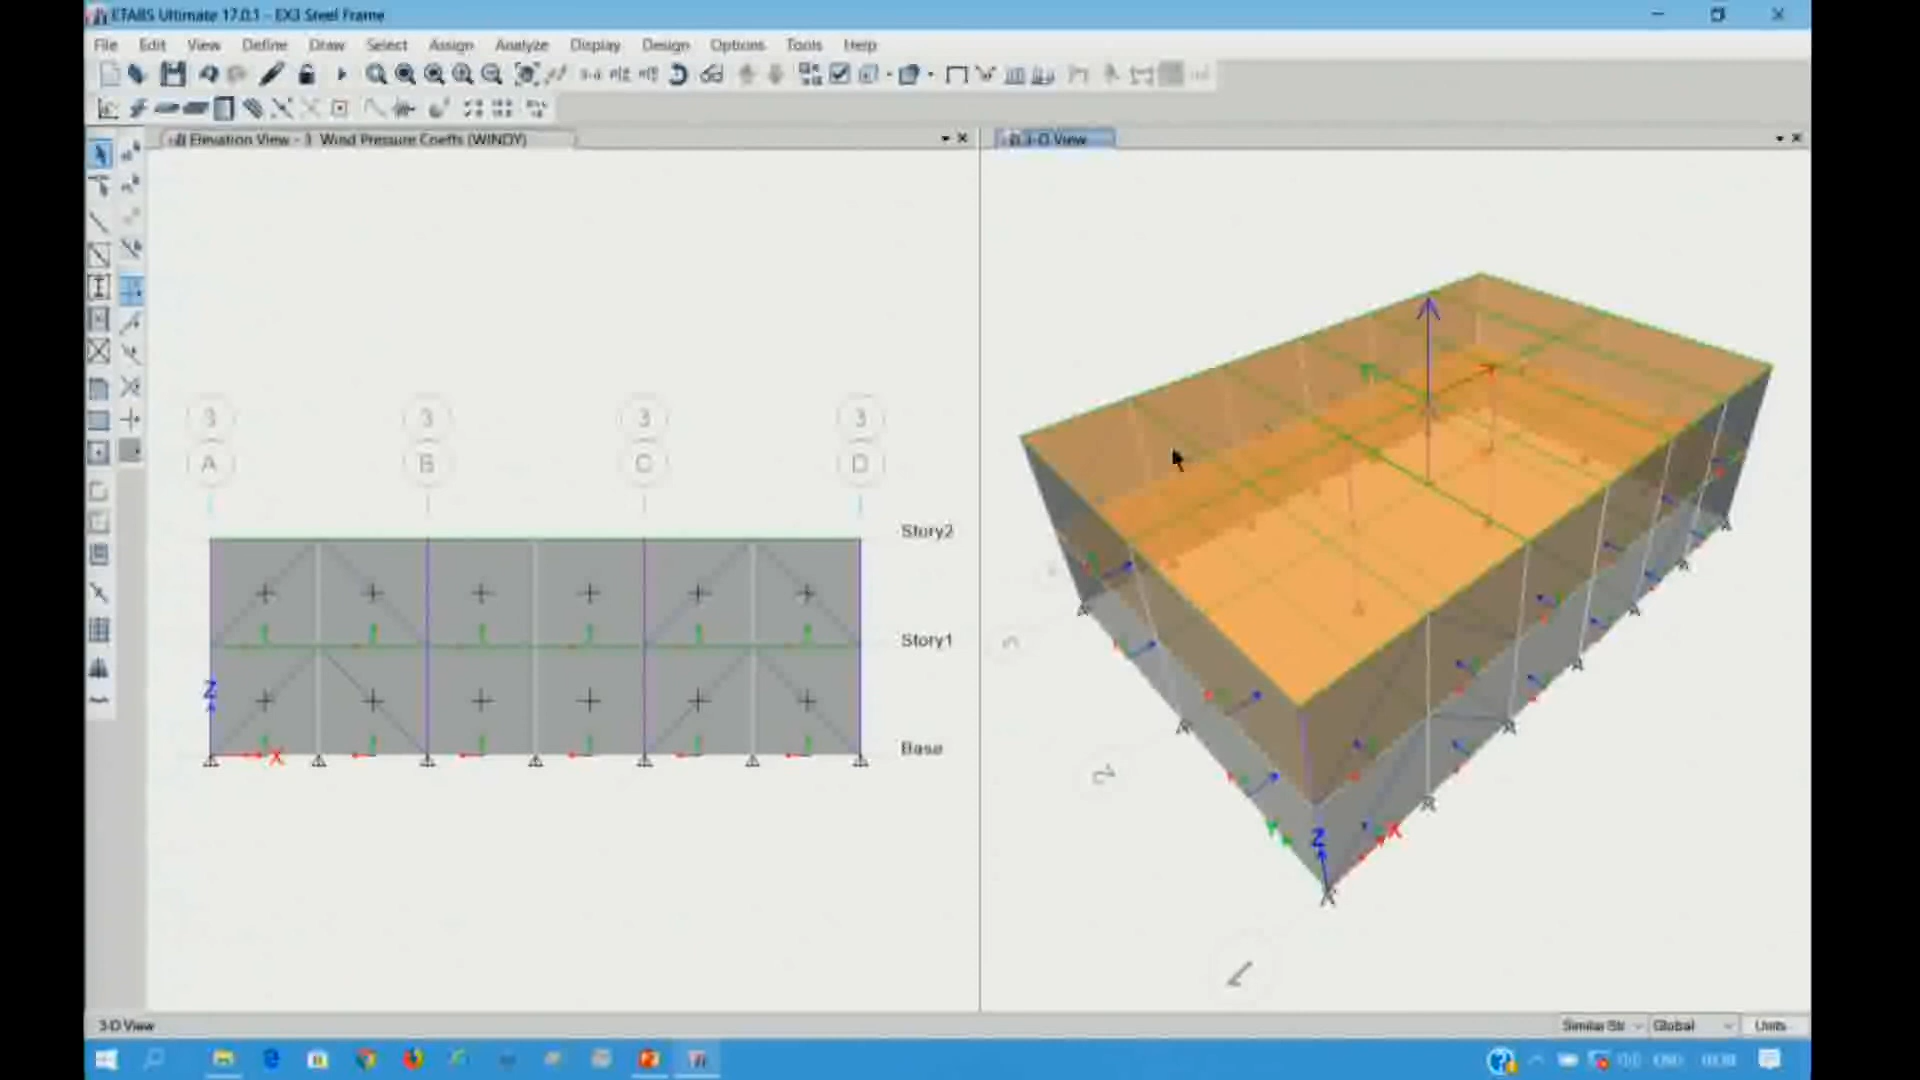 ETABS Ultimate 17.0.1 - EX3 Steel Frame
File Edit View Define Draw Select Assign Analyze Display Design Options Tools Help
Elevation View - 3 Wind Pressure Coeffs (WINDY)
3-D View
3 3 3 3
A B C D
Story2
Story1
Z
Base
X
Z
X
3-D View
Global
Units